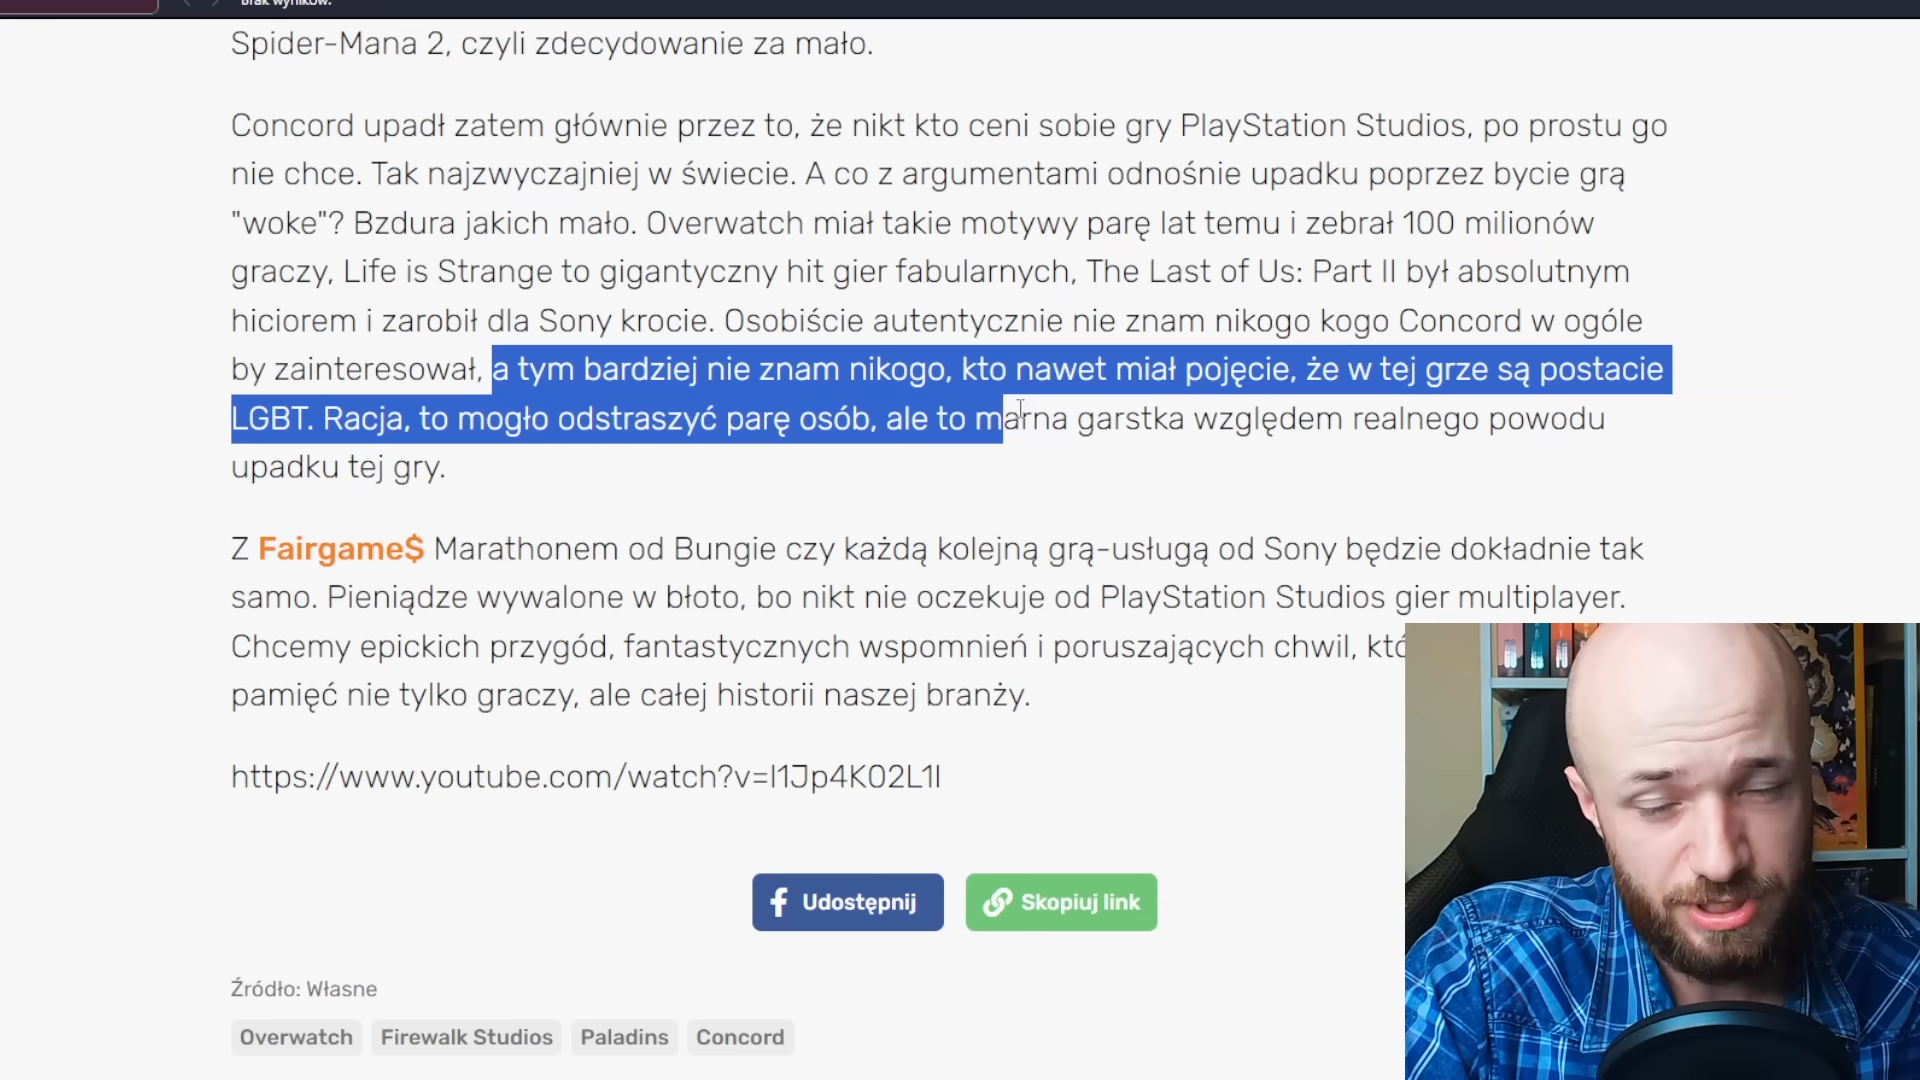 Brak wyników.
Spider-Mana 2, czyli zdecydowanie za mało.
Concord upadł zatem głównie przez to, że nikt kto ceni sobie gry PlayStation Studios, po prostu go
nie chce. Tak najzwyczajniej w świecie. A co z argumentami odnośnie upadku poprzez bycie grą
"woke"? Bzdura jakich mało. Overwatch miał takie motywy parę lat temu i zebrał 100 milionów
graczy, Life is Strange to gigantyczny hit gier fabularnych, The Last of Us: Part II był absolutnym
hiciorem i zarobił dla Sony krocie. Osobiście autentycznie nie znam nikogo kogo Concord w ogóle
by zainteresował, a tym bardziej nie znam nikogo, kto nawet miał pojęcie, że w tej grze są postacie
LGBT. Racja, to mogło odstraszyć parę osób, ale to marna garstka względem realnego powodu
upadku tej gry.
Z Fairgame$ Marathonem od Bungie czy każdą kolejną grą-usługą od Sony będzie dokładnie tak
samo. Pieniądze wywalone w błoto, bo nikt nie oczekuje od PlayStation Studios gier multiplayer.
Chcemy epickich przygód, fantastycznych wspomnień i poruszających chwil,
pamięć nie tylko graczy, ale całej historii naszej branży.
https://www.youtube.com/watch?v=I1Jp4K02L1I
Udostępnij
Skopiuj link
Źródło: Własne
Overwatch
Firewalk Studios
Paladins
Concord